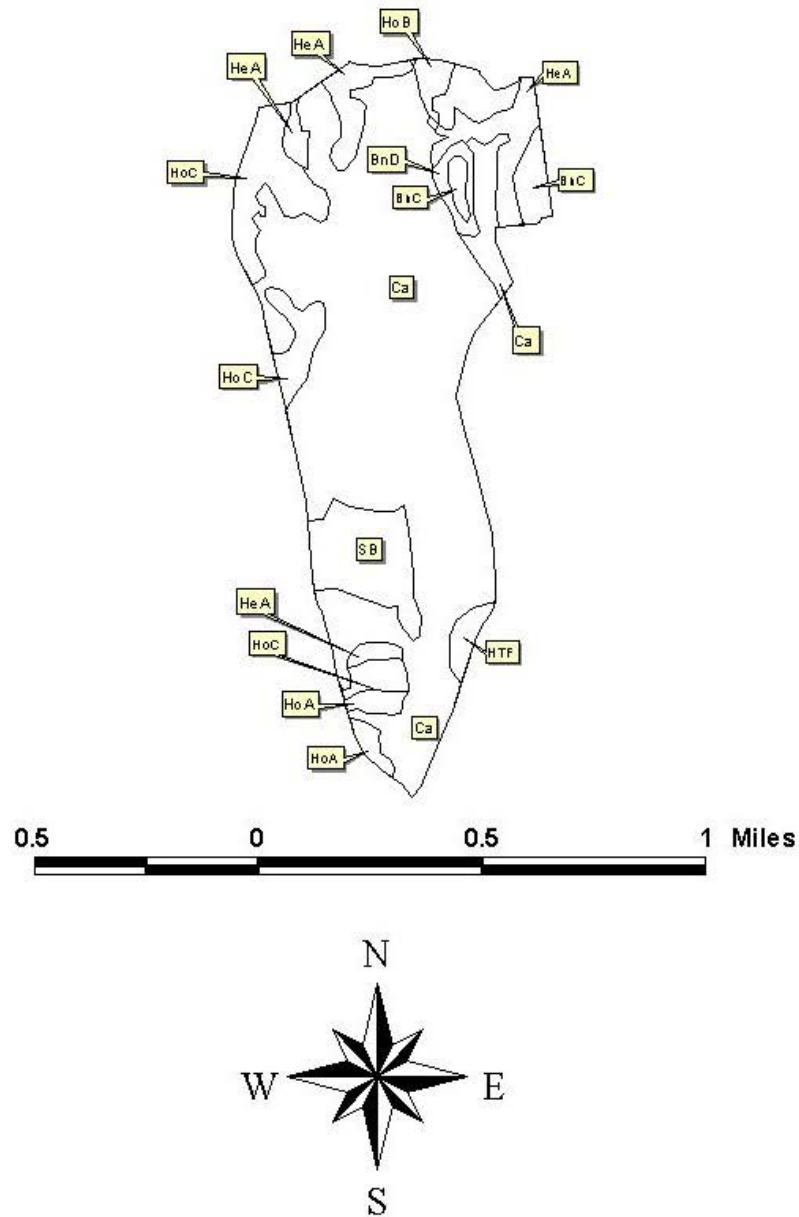 HoB
HeA
HeA
HeA
BnD
HoC
BnC
BnC
Ca
Ca
HoC
SB
HeA
HoC
HTF
HoA
Ca
HoA
0.5 0 0.5 1 Miles
N
W E
S